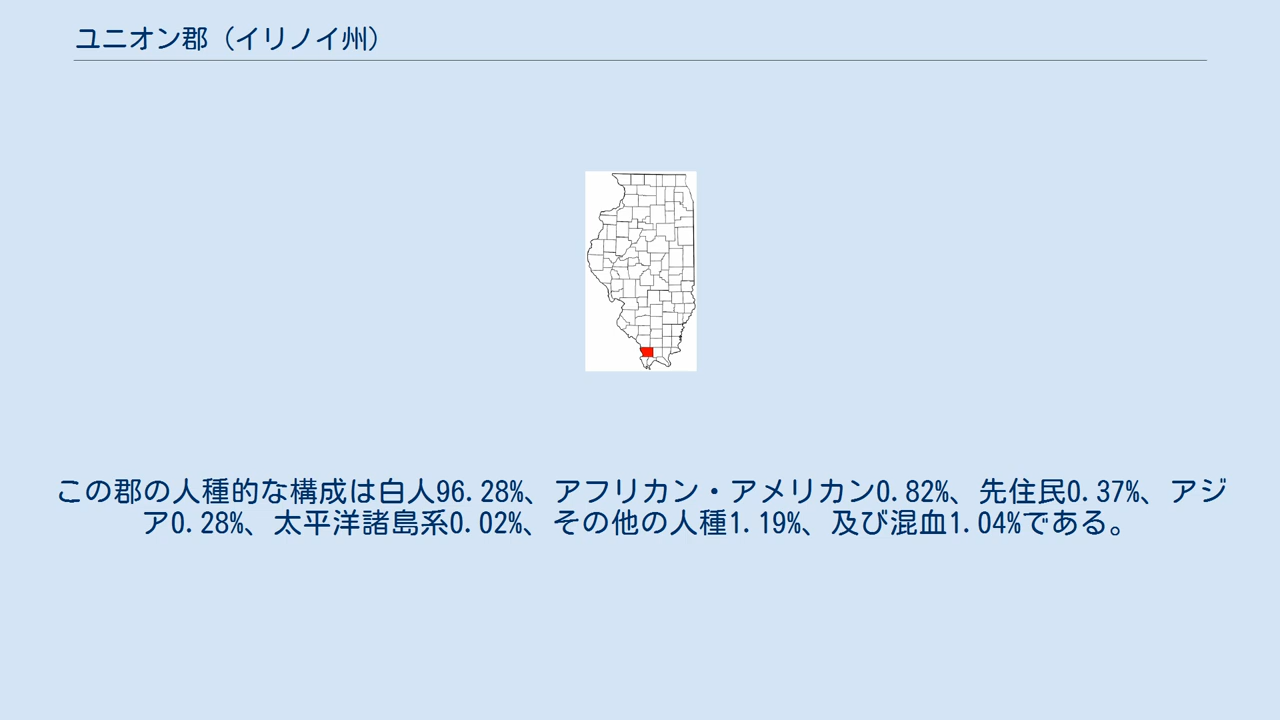 ユニオン郡（イリノイ州）
この郡の人種的な構成は白人96.28%、アフリカン・アメリカン0.82%、先住民0.37%、アジ
ア0.28%、太平洋諸島系0.02%、その他の人種1.19%、及び混血1.04%である。